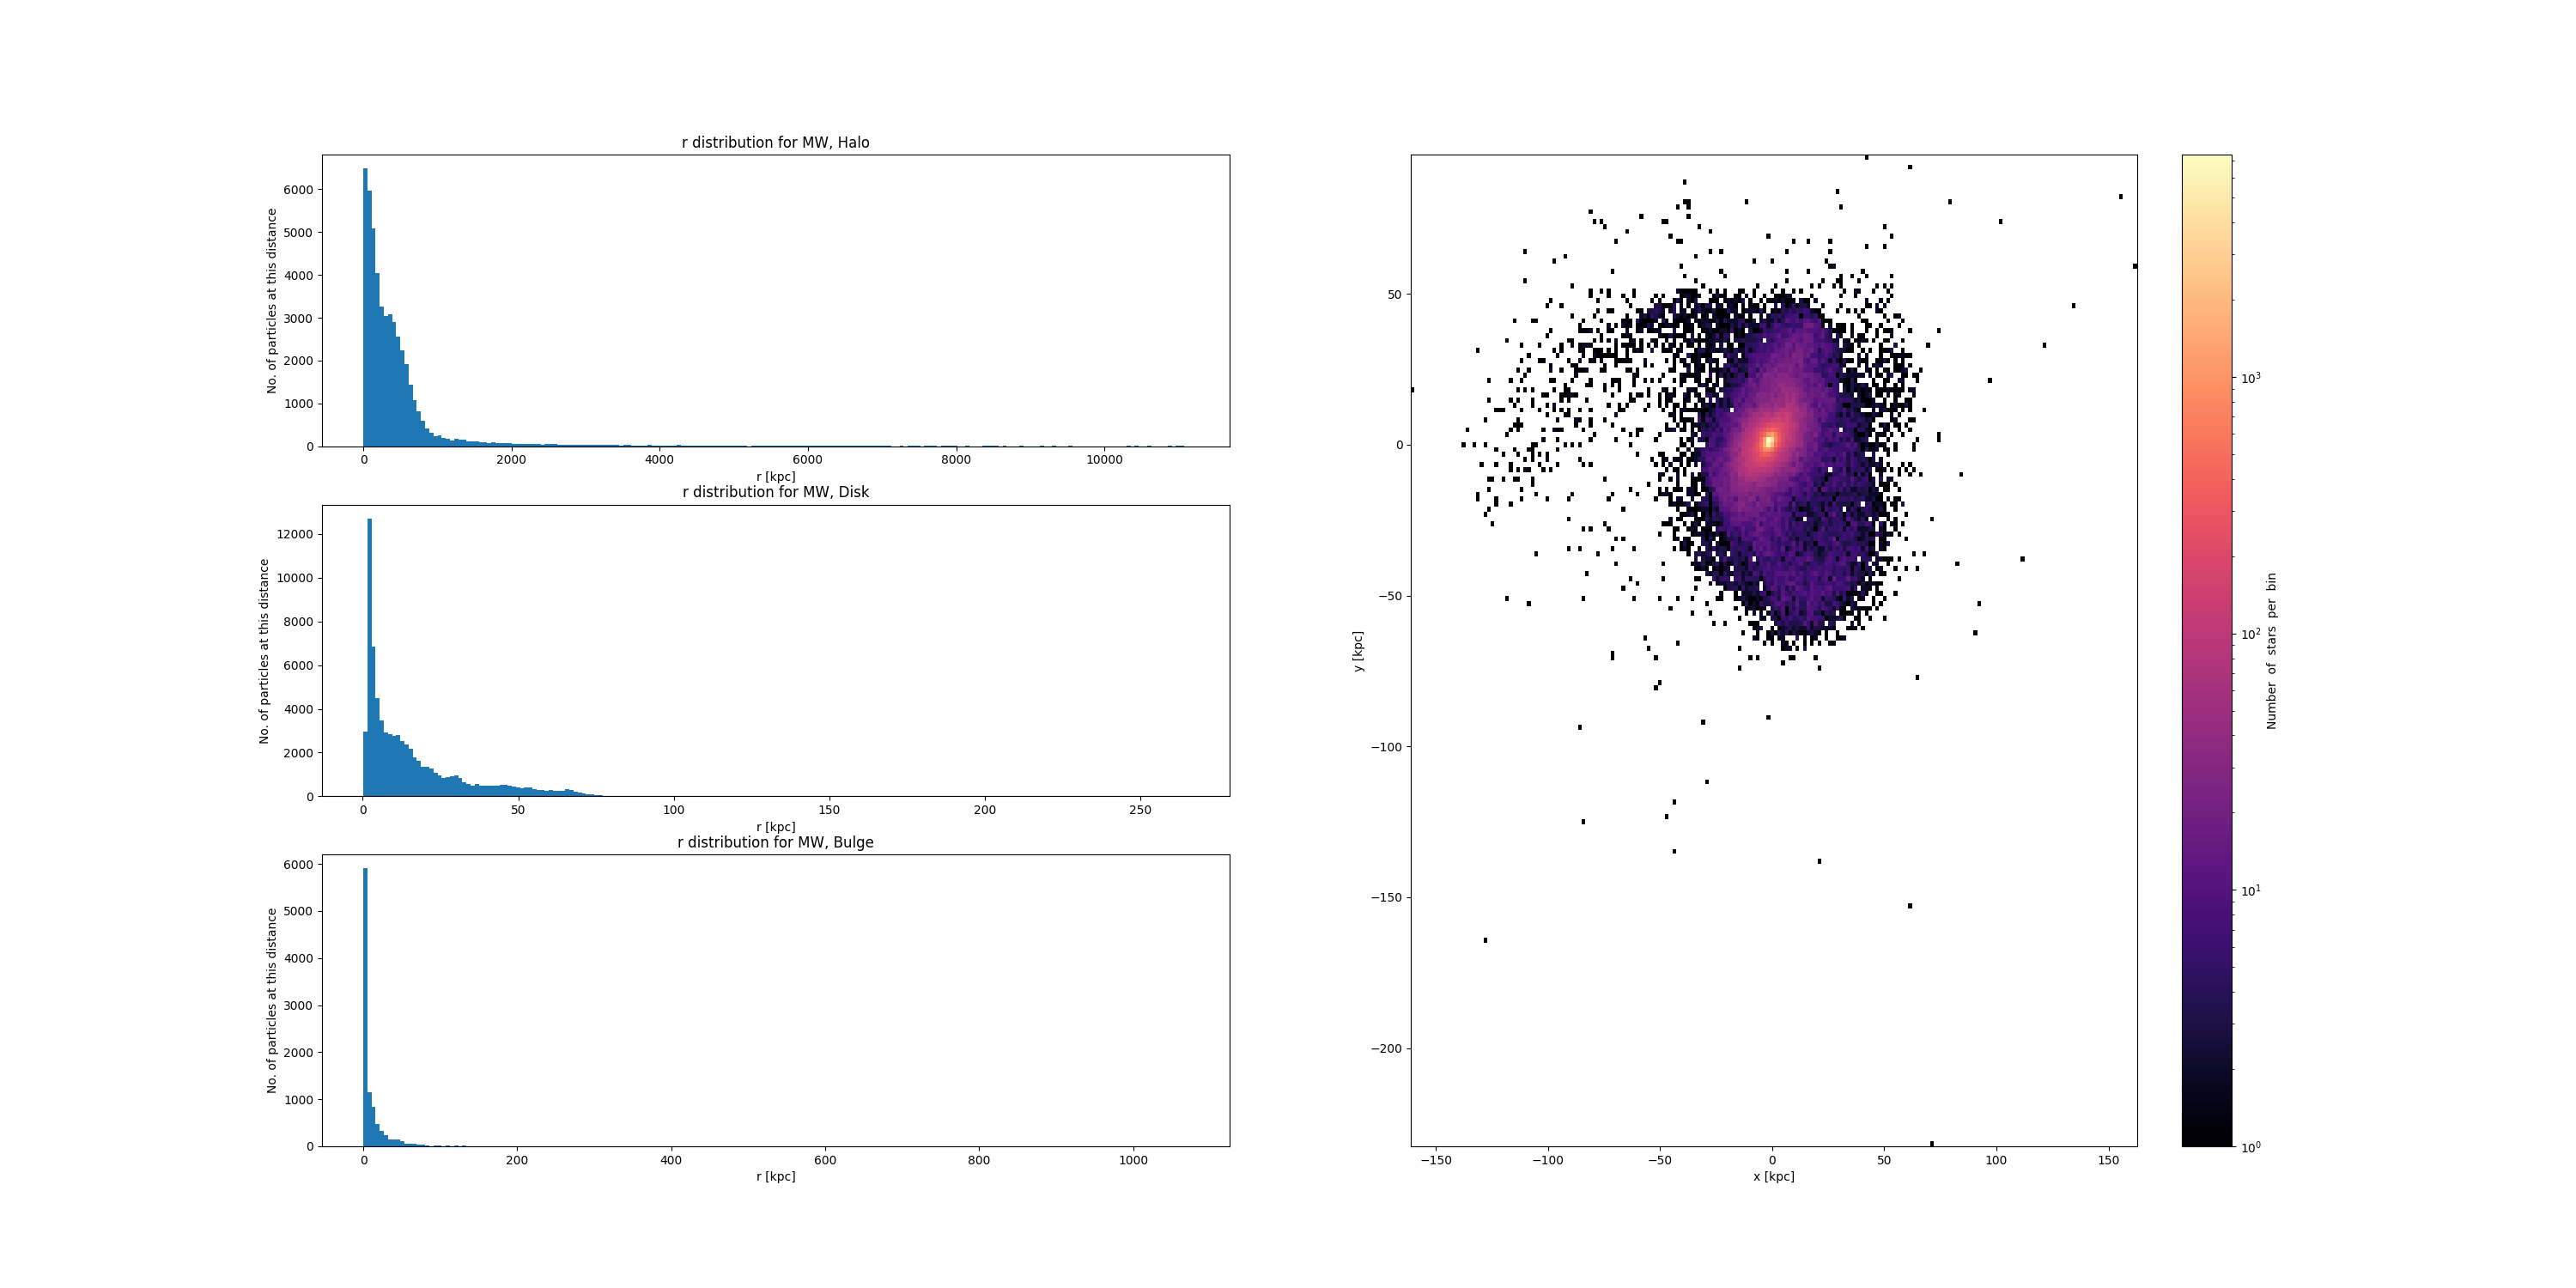 r distribution for MW, Halo
No. of particles at this distance
6000
5000
4000
3000
2000
1000
0
0 2000 4000 6000 8000 10000
r [kpc]
r distribution for MW, Disk
No. of particles at this distance
12000
10000
8000
6000
4000
2000
0
0 50 100 150 200 250
r [kpc]
r distribution for MW, Bulge
No. of particles at this distance
6000
5000
4000
3000
2000
1000
0
0 200 400 600 800 1000
r [kpc]
y [kpc]
50
0
−50
−100
−150
−200
−150 −100 −50 0 50 100 150
x [kpc]
10³
10²
10¹
10⁰
Number of stars per bin